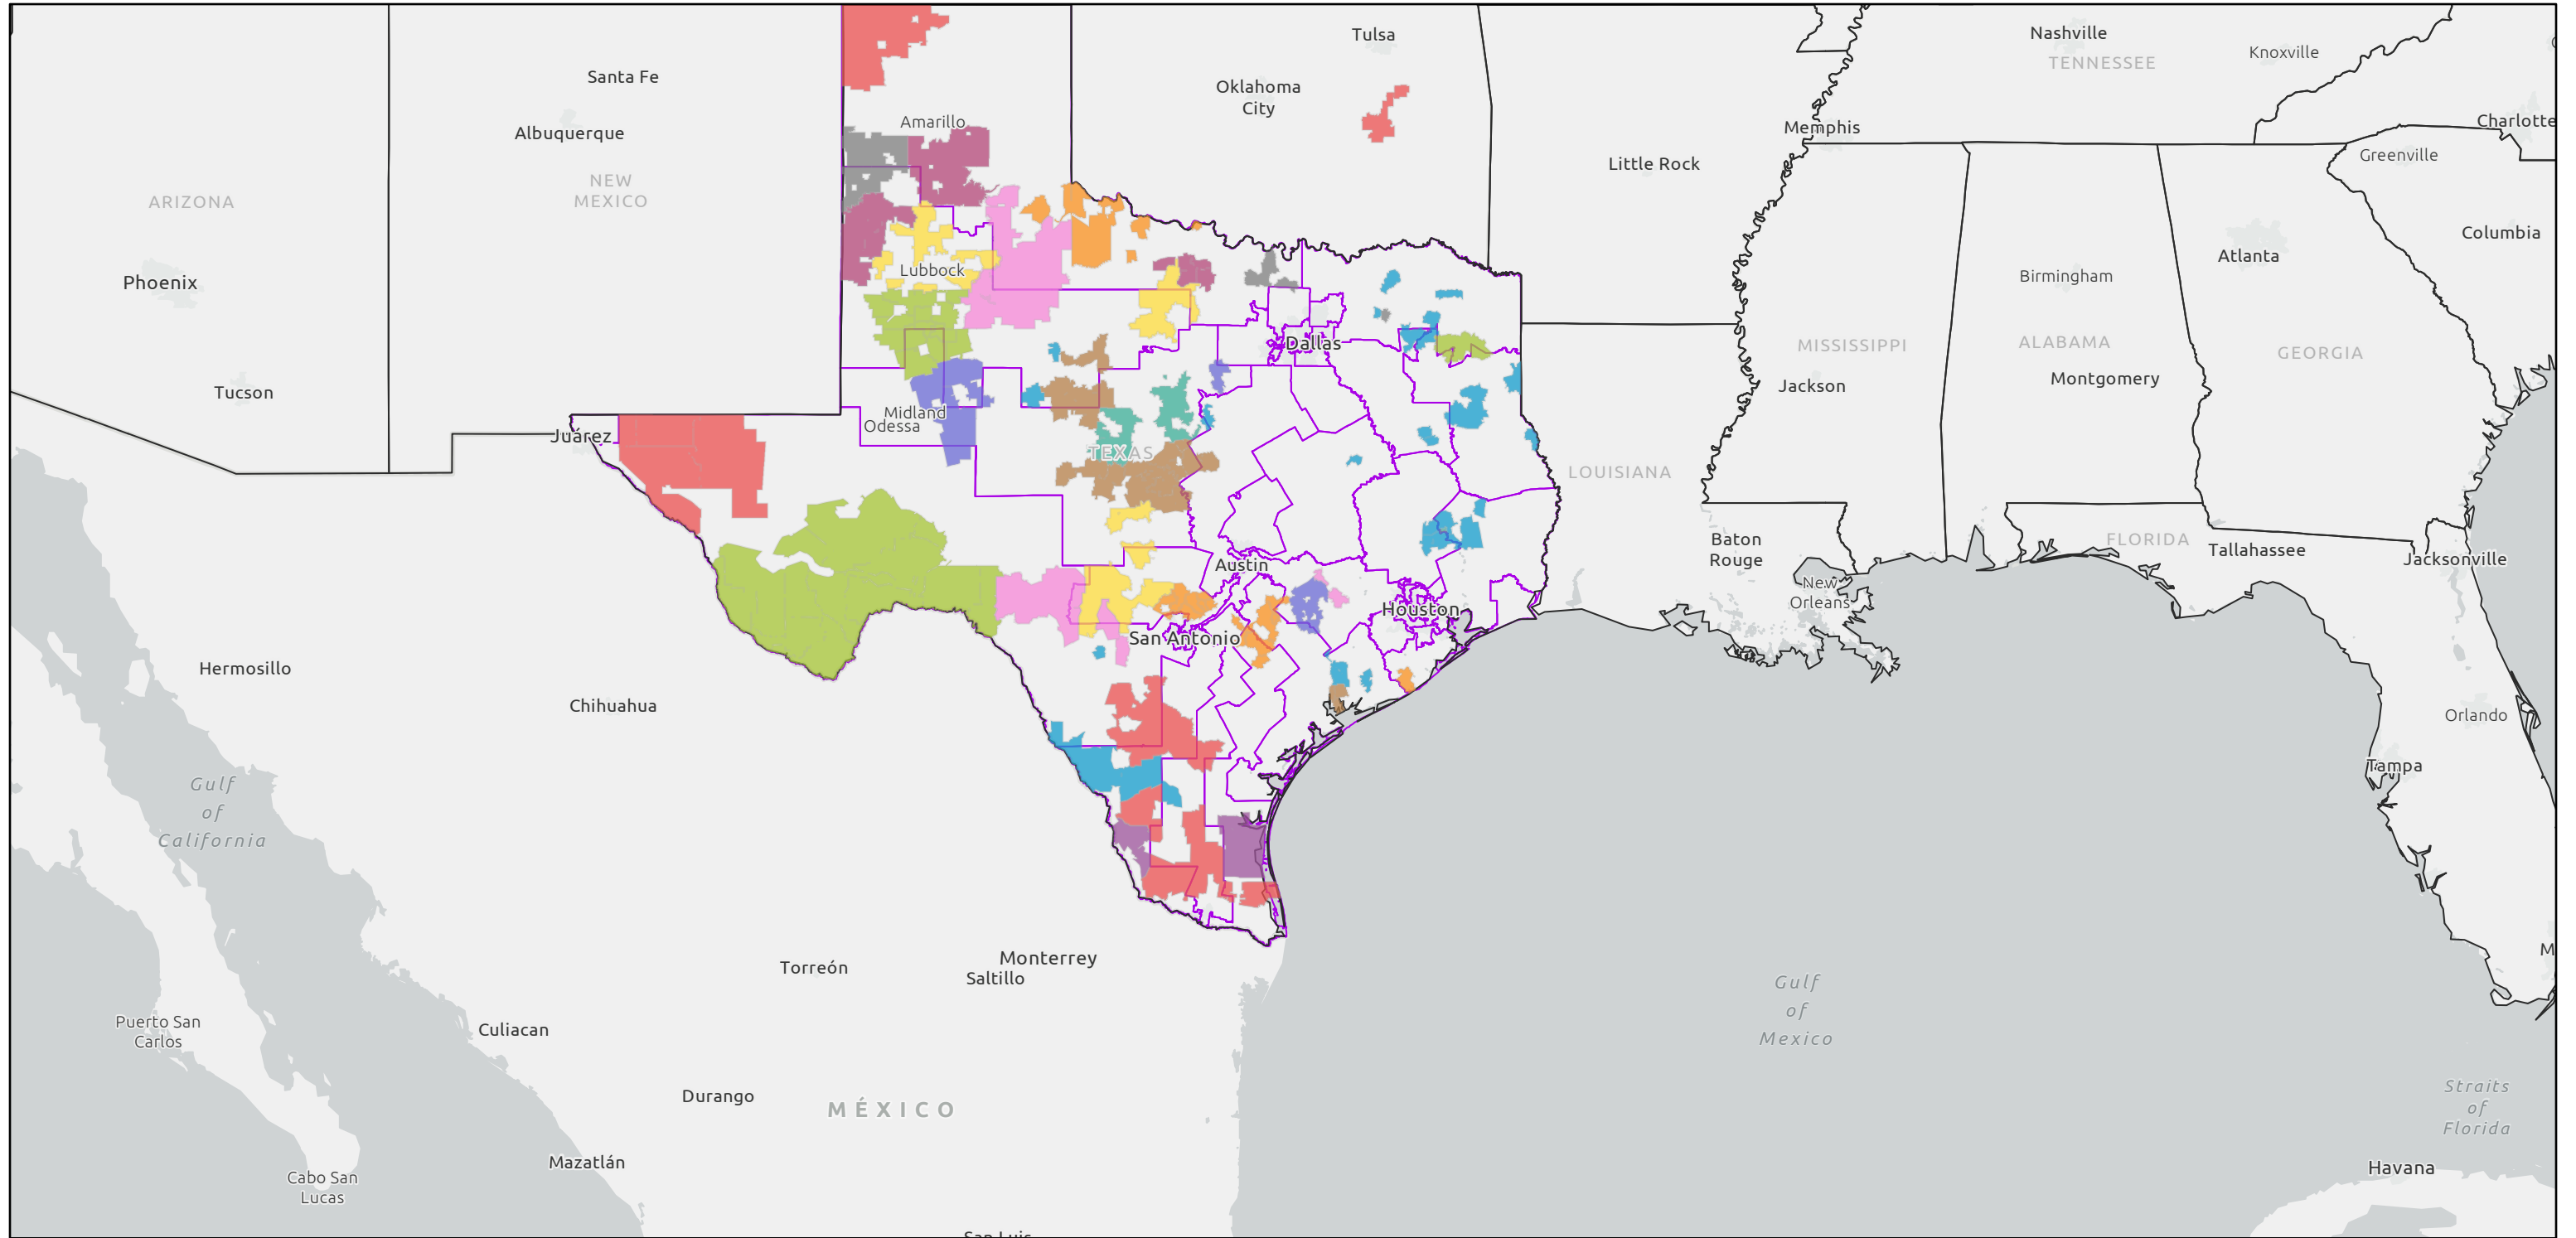 Nashville
TENNESSEE
Knoxville
Tulsa
Santa Fe
Oklahoma
City
Amarillo
Albuquerque
Memphis
Charlotte
Little Rock
Greenville
NEW
MEXICO
ARIZONA
Columbia
Atlanta
Phoenix
Lubbock
Birmingham
Dallas
MISSISSIPPI
ALABAMA
GEORGIA
Tucson
Jackson
Montgomery
Midland
Odessa
Juárez
TEXAS
LOUISIANA
Baton
Rouge
FLORIDA
Tallahassee
Jacksonville
Austin
New
Orleans
Houston
San Antonio
Hermosillo
Chihuahua
Orlando
Tampa
Gulf
of
California
Monterrey
Torreón
Saltillo
Gulf
of
Mexico
Puerto San
Carlos
Culiacan
Durango
MÉXICO
Straits
of
Florida
Mazatlán
Cabo San
Lucas
Havana
San Luis